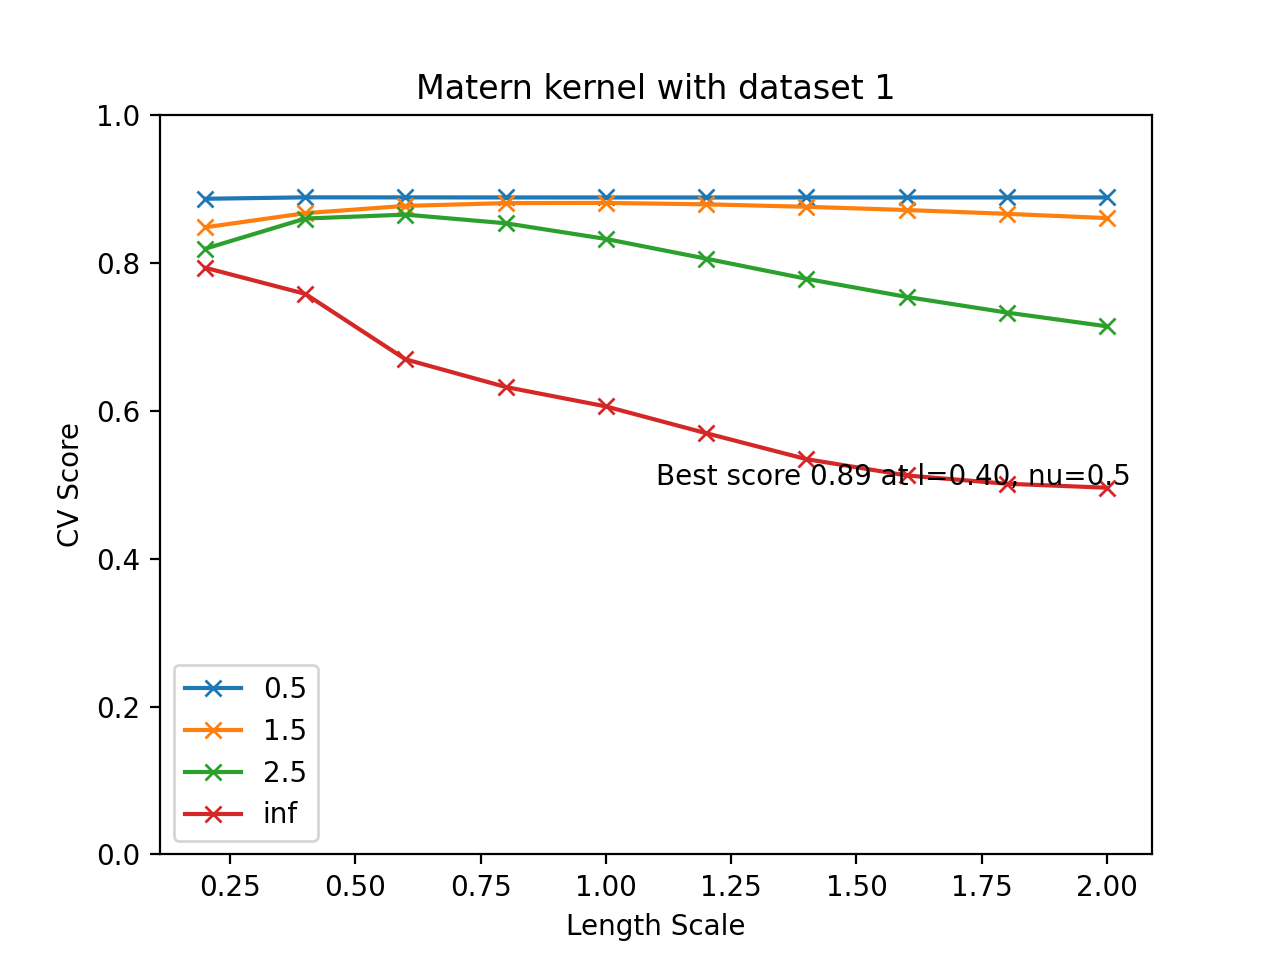 Matern kernel with dataset 1
1.0
0.8
0.6
0.4
0.2
0.0
CV Score
Best score 0.89 at l=0.40, nu=0.5
0.5
1.5
2.5
inf
0.25 0.50 0.75 1.00 1.25 1.50 1.75 2.00
Length Scale